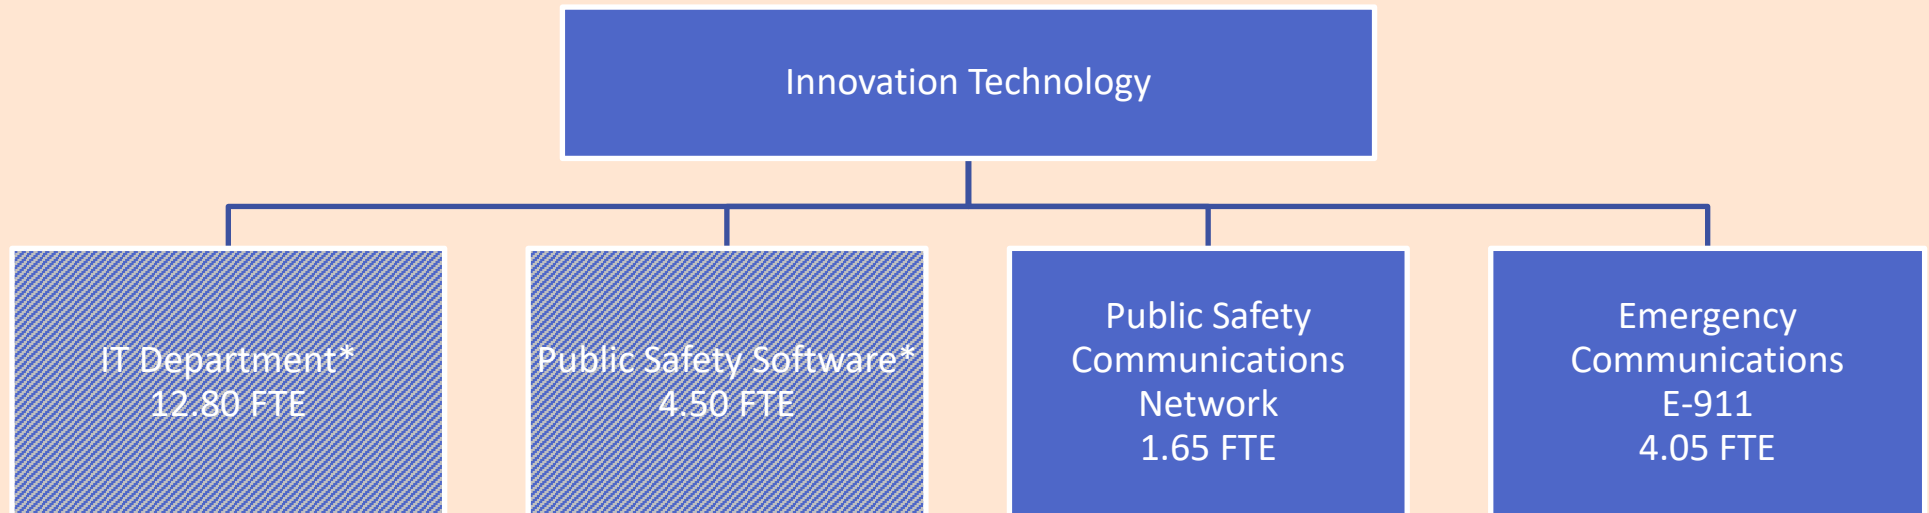 Innovation Technology
IT Department*
12.80 FTE
Public Safety Software*
4.50 FTE
Public Safety
Communications
Network
1.65 FTE
Emergency
Communications
E-911
4.05 FTE